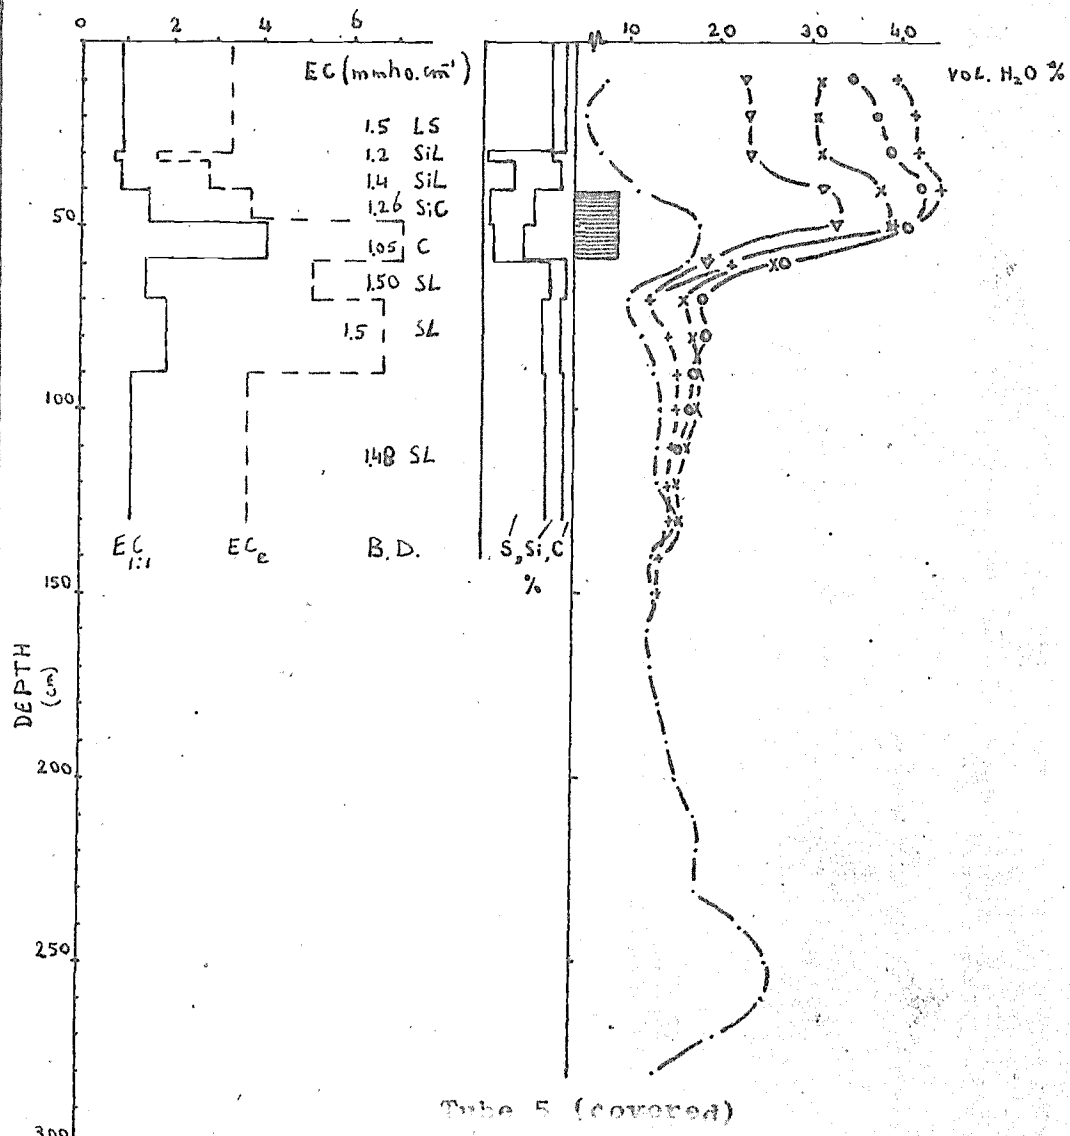 0 2 4 6 10 20 30 40
EC (mmho.cm⁻¹) VOL. H₂O %
1.5 LS
1.2 SiL
1.4 SiL
1.26 SiC
50
1.05 C
1.50 SL
1.5 SL
100
1.48 SL
EC1:1 ECe B.D. S, Si, C
%
150
DEPTH
(cm)
200
250
Tube 5 (covered)
300